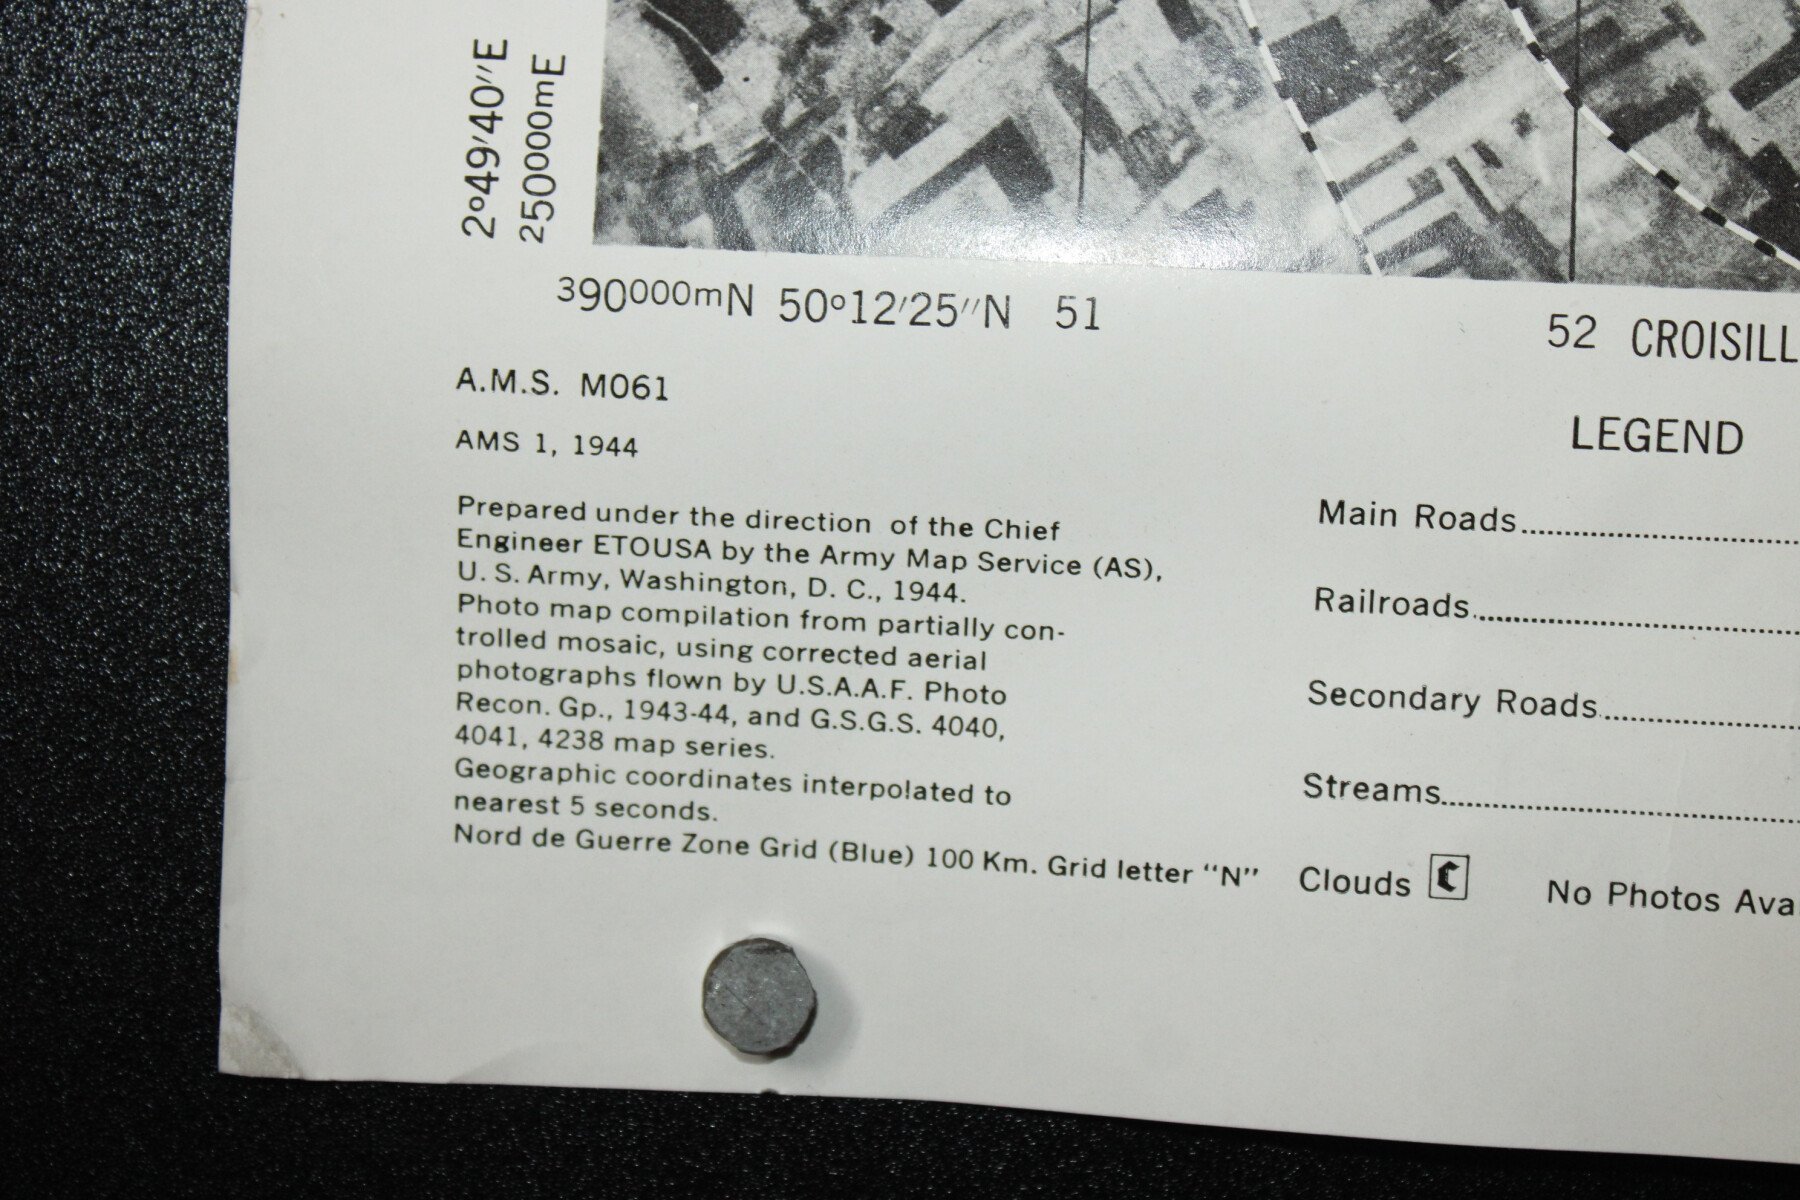 2°49′40″E
250000mE
390000mN 50°12′25″N 51
52 CROISILL
A.M.S. M061
AMS 1, 1944
LEGEND
Prepared under the direction of the Chief
Engineer ETOUSA by the Army Map Service (AS),
U. S. Army, Washington, D. C., 1944.
Photo map compilation from partially con-
trolled mosaic, using corrected aerial
photographs flown by U.S.A.A.F. Photo
Recon. Gp., 1943-44, and G.S.G.S. 4040,
4041, 4238 map series.
Geographic coordinates interpolated to
nearest 5 seconds.
Nord de Guerre Zone Grid (Blue) 100 Km. Grid letter “N”
Main Roads
Railroads
Secondary Roads
Streams
Clouds C No Photos Ava